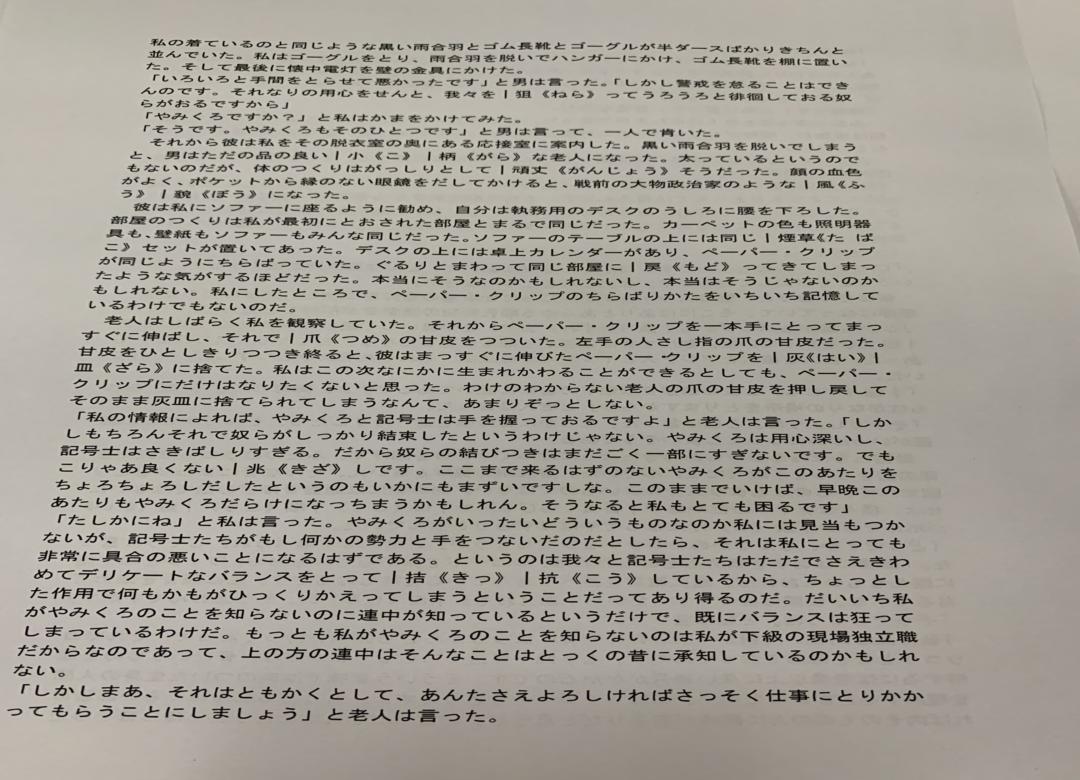 私の着ているのと同じような黒い雨合羽とゴム長靴とゴーグルが半ダースばかりきちんと
並んでいた。私はゴーグルをとり、雨合羽を脱いでハンガーにかけ、ゴム長靴を棚に置い
た。そして最後に懐中電灯を壁の金具にかけた。
「いろいろと手間をとらせて悪かったです」と男は言った。「しかし警戒を怠ることはでき
んのです。それなりの用心をせんと、我々を|狙《ねら》ってうろうろと徘徊しておる奴
らがおるですから」
「やみくろですか?」と私はかまをかけてみた。
「そうです。やみくろもそのひとつです」と男は言って、一人で肯いた。
それから彼は私をその脱衣室の奥にある応接室に案内した。黒い雨合羽を脱いでしまう
と、男はただの品の良い|小《こ》|柄《がら》な老人になった。太っているというので
もないのだが、体のつくりはがっしりとして|頑丈《がんじょう》そうだった。顔の血色
がよく、ポケットから縁のない眼鏡をだしてかけると、戦前の大物政治家のような|風《ふ
う》|貌《ぼう》になった。
彼は私にソファーに座るように勧め、自分は執務用のデスクのうしろに腰を下ろした。
部屋のつくりは私が最初にとおされた部屋とまるで同じだった。カーペットの色も照明器
具も、壁紙もソファーもみんな同じだった。ソファーのテーブルの上には同じ|煙草《た ば
こ》セットが置いてあった。デスクの上には卓上カレンダーがあり、ペーパー・クリップ
が同じようにちらばっていた。ぐるりとまわって同じ部屋に|戻《もど》ってきてしまっ
たような気がするほどだった。本当にそうなのかもしれないし、本当はそうじゃないのか
もしれない。私にしたところで、ペーパー・クリップのちらばりかたをいちいち記憶して
いるわけでもないのだ。
老人はしばらく私を観察していた。それからペーパー・クリップを一本手にとってまっ
すぐに伸ばし、それで|爪《つめ》の甘皮をつついた。左手の人さし指の爪の甘皮だった。
甘皮をひとしきりつつき終ると、彼はまっすぐに伸びたペーパー・クリップを|灰《はい》|
皿《ざら》に捨てた。私はこの次なにかに生まれかわることができるとしても、ペーパー・
クリップにだけはなりたくないと思った。わけのわからない老人の爪の甘皮を押し戻して
そのまま灰皿に捨てられてしまうなんて、あまりぞっとしない。
「私の情報によれば、やみくろと記号士は手を握っておるですよ」と老人は言った。「しか
しもちろんそれで奴らがしっかり結束したというわけじゃない。やみくろは用心深いし、
記号士はさきばしりすぎる。だから奴らの結びつきはまだごく一部にすぎないです。でも
こりゃあ良くない|兆《きざ》しです。ここまで来るはずのないやみくろがこのあたりを
ちょろちょろしだしたというのもいかにもまずいですしな。このままでいけば、早晩この
あたりもやみくろだらけになっちまうかもしれん。そうなると私もとても困るです」
「たしかにね」と私は言った。やみくろがいったいどういうものなのか私には見当もつか
ないが、記号士たちがもし何かの勢力と手をつないだのだとしたら、それは私にとっても
非常に具合の悪いことになるはずである。というのは我々と記号士たちはただでさえきわ
めてデリケートなバランスをとって|拮《きっ》|抗《こう》しているから、ちょっとし
た作用で何もかもがひっくりかえってしまうということだってあり得るのだ。だいいち私
がやみくろのことを知らないのに連中が知っているというだけで、既にバランスは狂って
しまっているわけだ。もっとも私がやみくろのことを知らないのは私が下級の現場独立職
だからなのであって、上の方の連中はそんなことはとっくの昔に承知しているのかもしれ
ない。
「しかしまあ、それはともかくとして、あんたさえよろしければさっそく仕事にとりかか
ってもらうことにしましょう」と老人は言った。